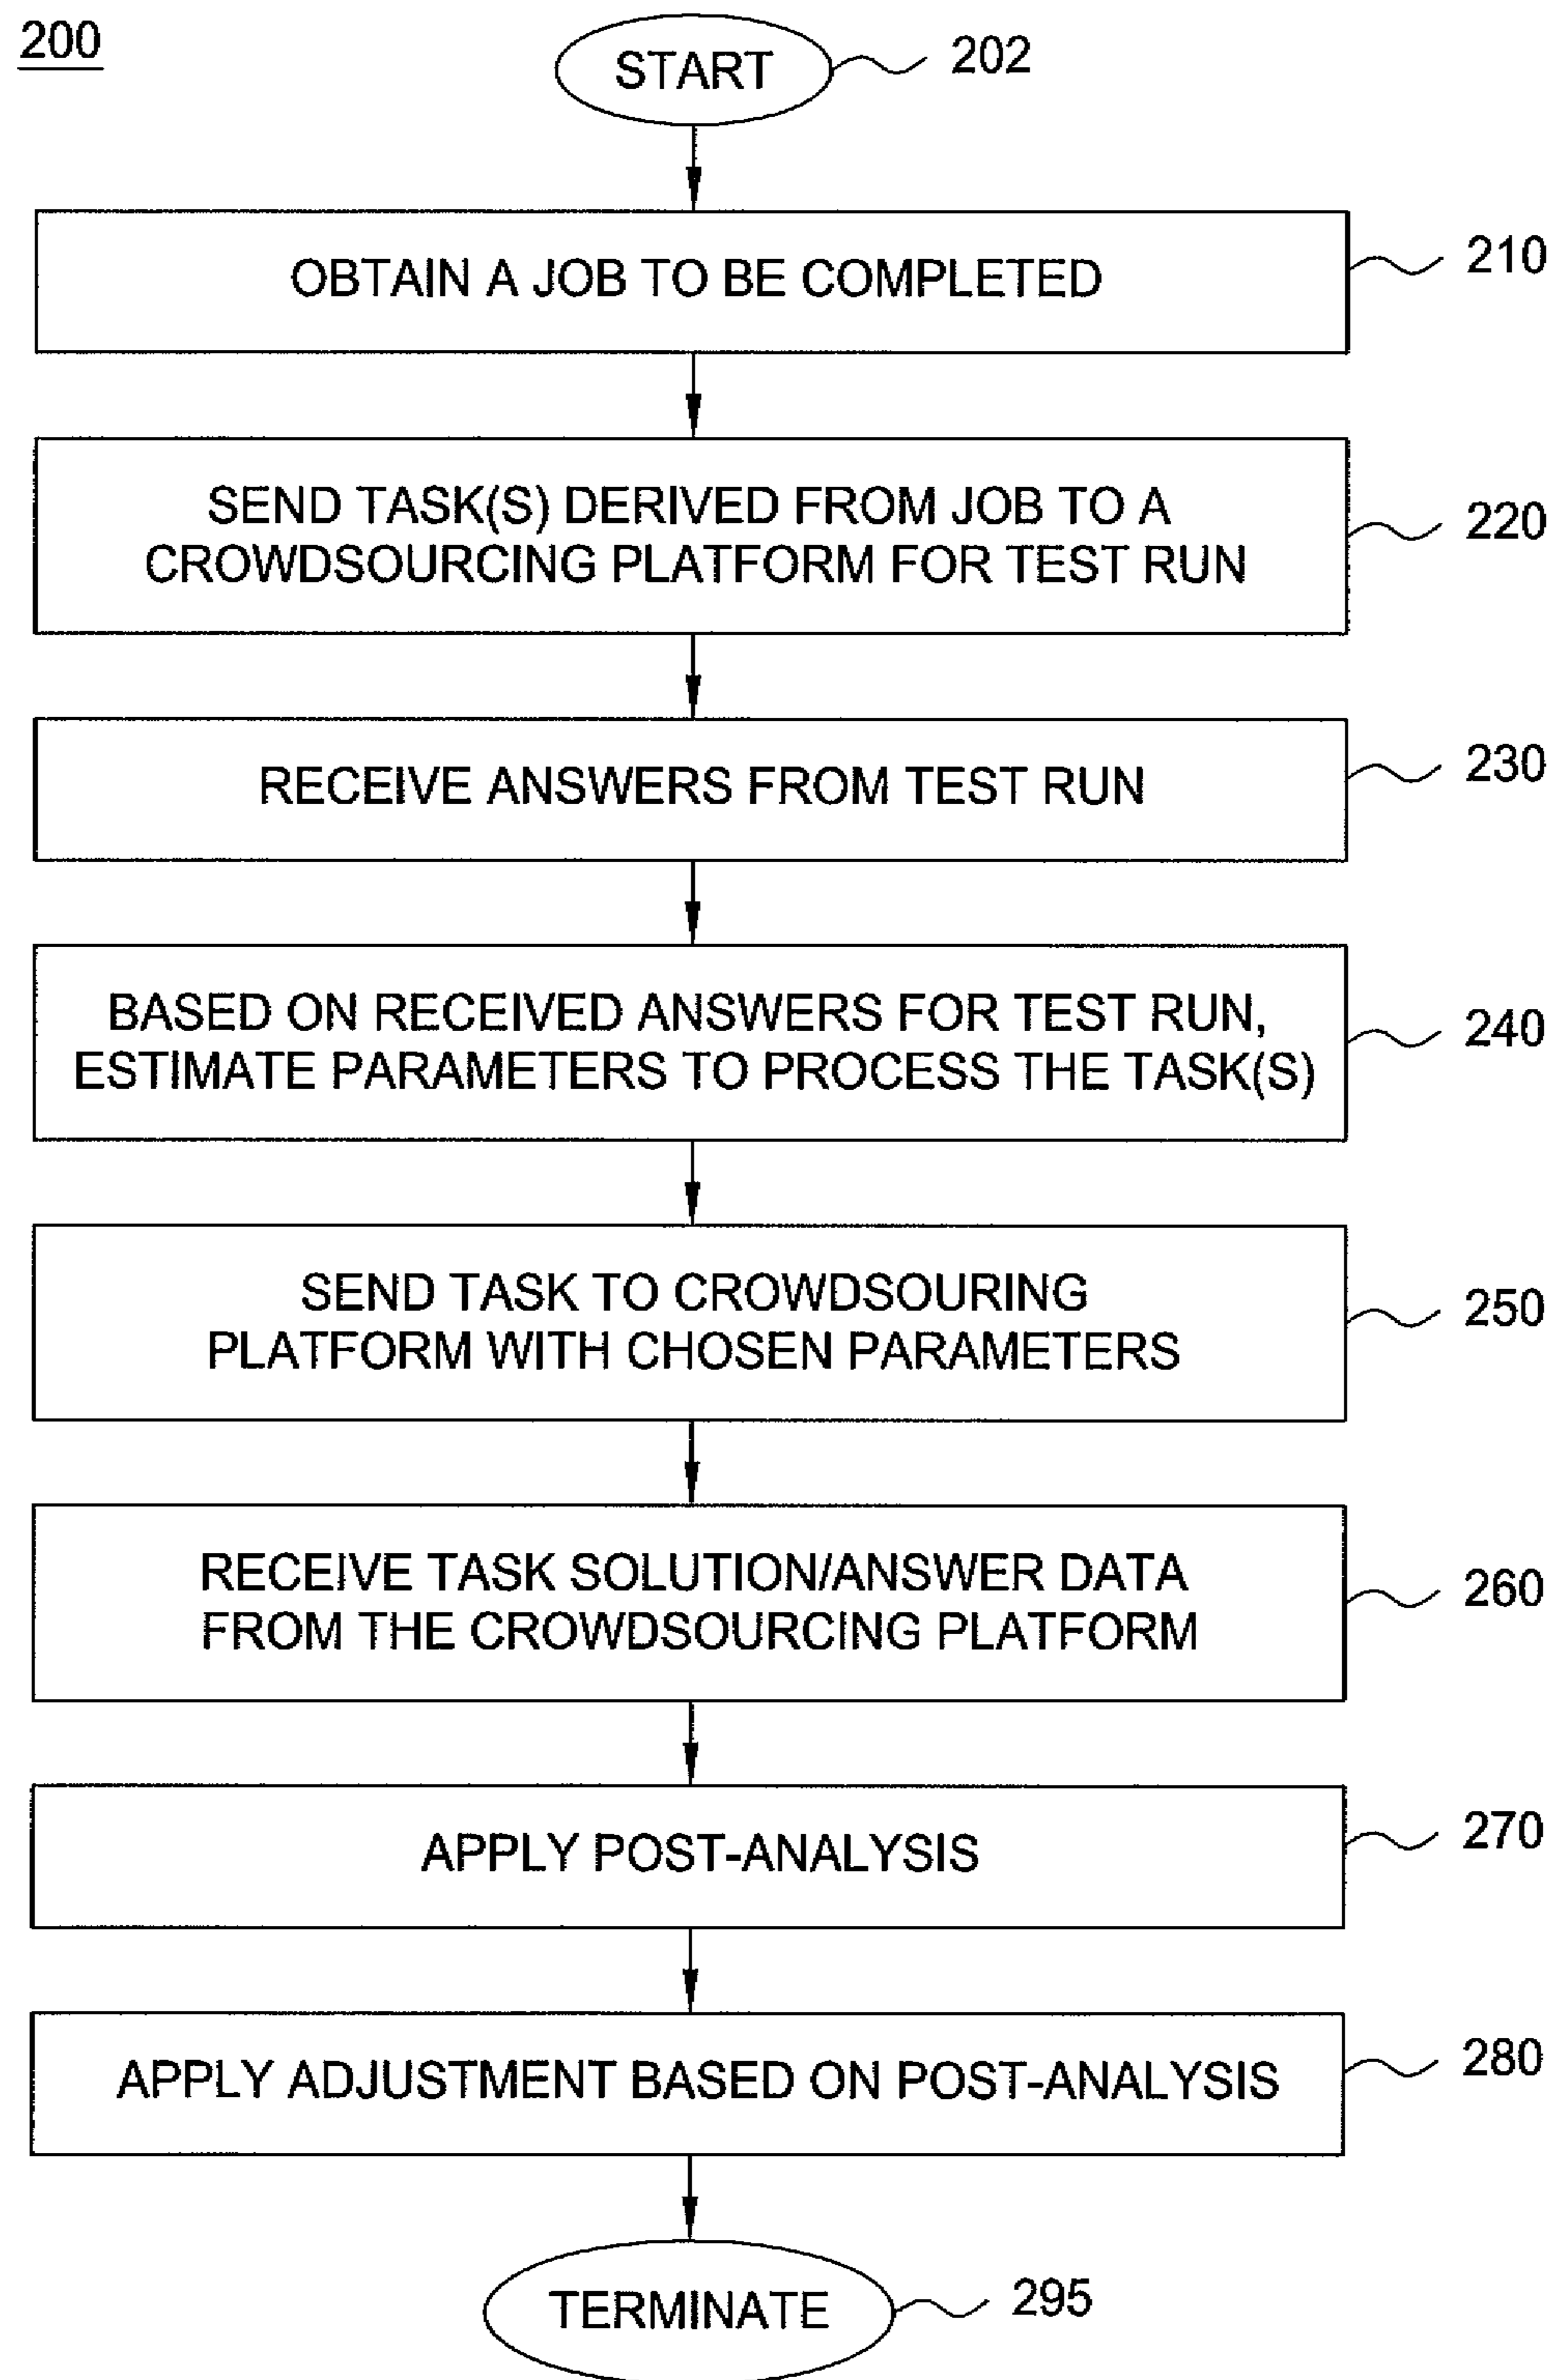 200
START
202
OBTAIN A JOB TO BE COMPLETED
210
SEND TASK(S) DERIVED FROM JOB TO A
CROWDSOURCING PLATFORM FOR TEST RUN
220
RECEIVE ANSWERS FROM TEST RUN
230
BASED ON RECEIVED ANSWERS FOR TEST RUN,
ESTIMATE PARAMETERS TO PROCESS THE TASK(S)
240
SEND TASK TO CROWDSOURING
PLATFORM WITH CHOSEN PARAMETERS
250
RECEIVE TASK SOLUTION/ANSWER DATA
FROM THE CROWDSOURCING PLATFORM
260
APPLY POST-ANALYSIS
270
APPLY ADJUSTMENT BASED ON POST-ANALYSIS
280
TERMINATE
295